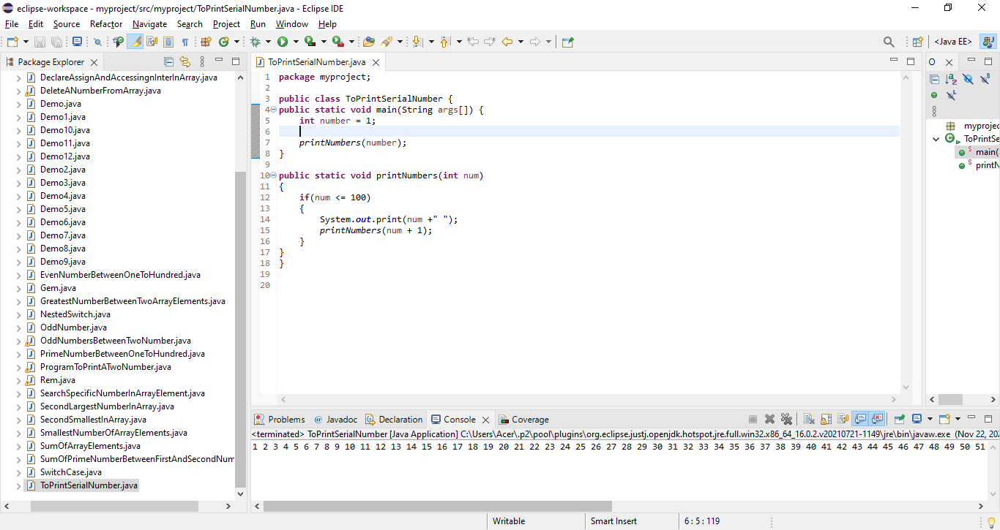 eclipse-workspace - myproject/src/myproject/ToPrintSerialNumber.java - Eclipse IDE
File Edit Source Refactor Navigate Search Project Run Window Help
<Java EE>
Package Explorer
DeclareAssignAndAccessingnInterInArray.java
DeleteANumberFromArray.java
Demo.java
Demo1.java
Demo10.java
Demo11.java
Demo12.java
Demo2.java
Demo3.java
Demo4.java
Demo5.java
Demo6.java
Demo7.java
Demo8.java
Demo9.java
EvenNumberBetweenOneToHundred.java
Gem.java
GreatestNumberBetweenTwoArrayElements.java
NestedSwitch.java
OddNumber.java
OddNumbersBetweenTwoNumber.java
PrimeNumberBetweenOneToHundred.java
ProgramToPrintATwoNumber.java
Rem.java
SearchSpecificNumberInArrayElement.java
SecondLargestNumberInArray.java
SecondSmallestInArray.java
SmallestNumberOfArrayElements.java
SumOfArrayElements.java
SumOfPrimeNumberBetweenFirstAndSecondNum
SwitchCase.java
ToPrintSerialNumber.java
ToPrintSerialNumber.java
1 package myproject;
2
3 public class ToPrintSerialNumber {
4 public static void main(String args[]) {
5 int number = 1;
6
7 printNumbers(number);
8 }
9
10 public static void printNumbers(int num)
11 {
12 if(num <= 100)
13 {
14 System.out.print(num +" ");
15 printNumbers(num + 1);
16 }
17 }
18 }
19
20
O
myprojec
ToPrintSe
main(
printN
Problems @ Javadoc Declaration Console Coverage
<terminated> ToPrintSerialNumber [Java Application] C:\Users\Acer\.p2\pool\plugins\org.eclipse.justj.openjdk.hotspot.jre.full.win32.x86_64_16.0.2.v20210721-1149\jre\bin\javaw.exe (Nov 22, 202
1 2 3 4 5 6 7 8 9 10 11 12 13 14 15 16 17 18 19 20 21 22 23 24 25 26 27 28 29 30 31 32 33 34 35 36 37 38 39 40 41 42 43 44 45 46 47 48 49 50 51
Writable Smart Insert 6 : 5 : 119